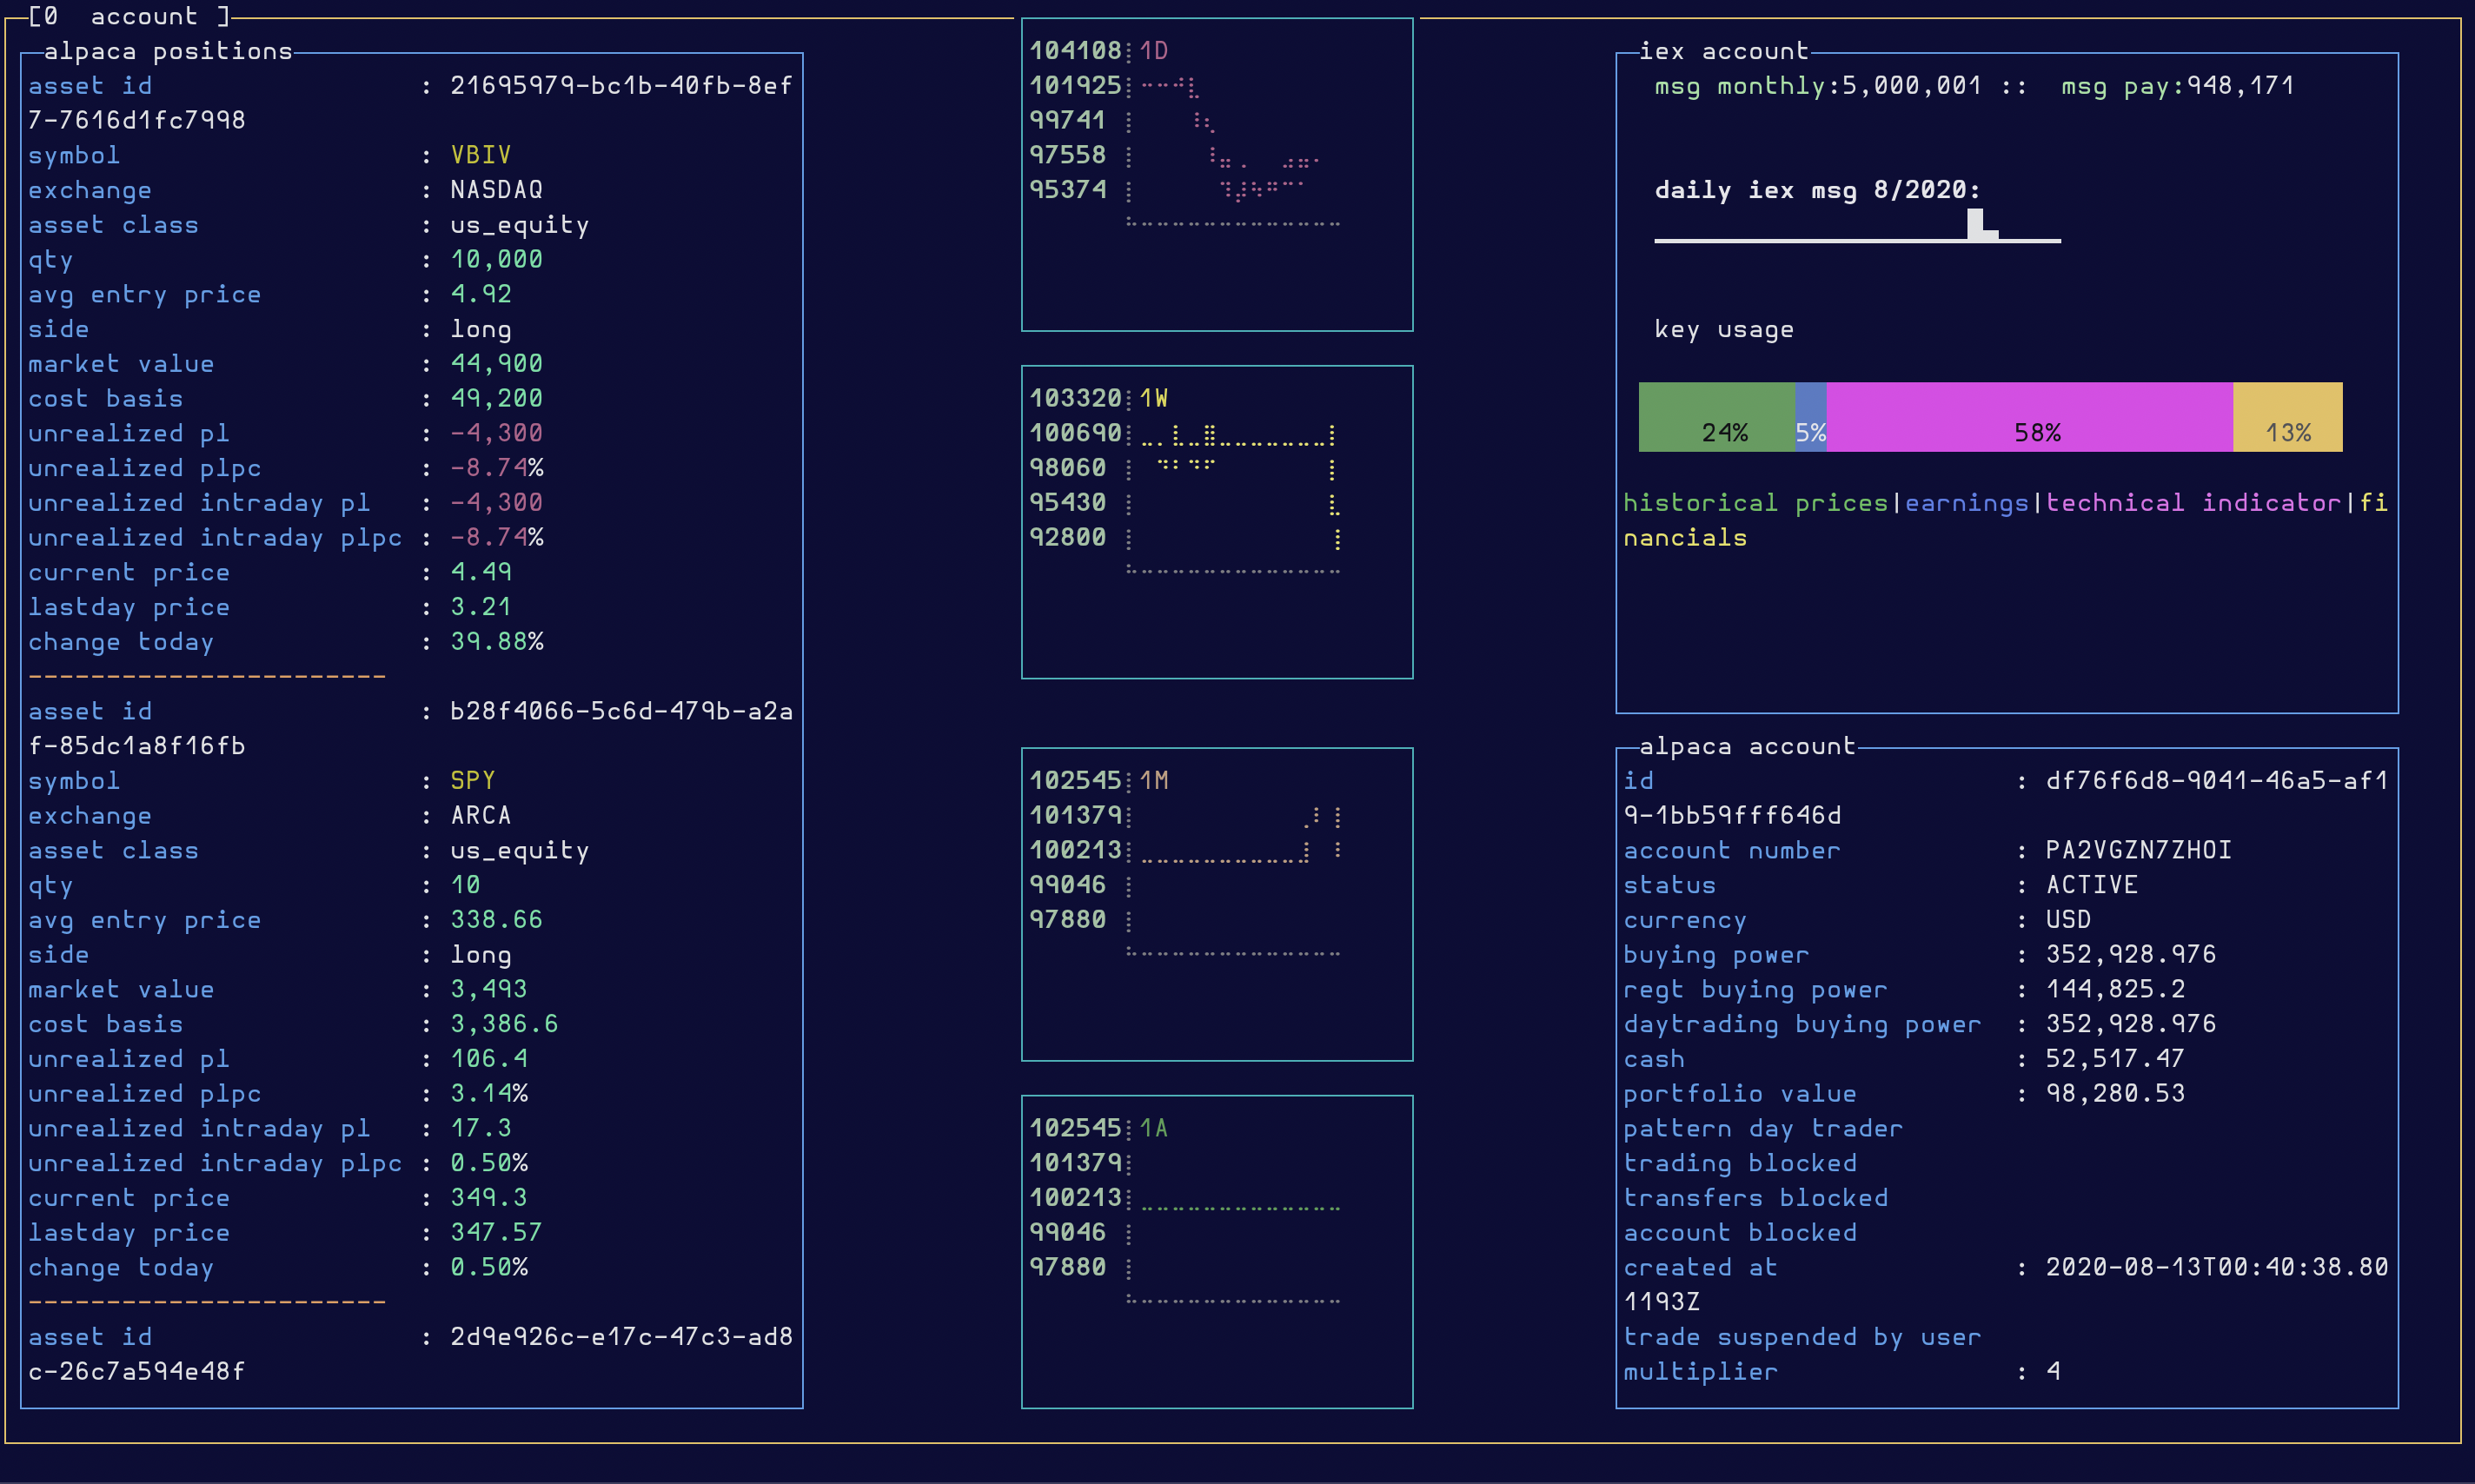 [0  account ]
alpaca positions
asset id : 21695979-bc1b-40fb-8ef
7-7616d1fc7998
symbol : VBIV
exchange : NASDAQ
asset class : us_equity
qty : 10,000
avg entry price : 4.92
side : long
market value : 44,900
cost basis : 49,200
unrealized pl : -4,300
unrealized plpc : -8.74%
unrealized intraday pl : -4,300
unrealized intraday plpc : -8.74%
current price : 4.49
lastday price : 3.21
change today : 39.88%
-----------------------
asset id : b28f4066-5c6d-479b-a2a
f-85dc1a8f16fb
symbol : SPY
exchange : ARCA
asset class : us_equity
qty : 10
avg entry price : 338.66
side : long
market value : 3,493
cost basis : 3,386.6
unrealized pl : 106.4
unrealized plpc : 3.14%
unrealized intraday pl : 17.3
unrealized intraday plpc : 0.50%
current price : 349.3
lastday price : 347.57
change today : 0.50%
-----------------------
asset id : 2d9e926c-e17c-47c3-ad8
c-26c7a594e48f
104108 1D
101925
99741
97558
95374
103320 1W
100690
98060
95430
92800
102545 1M
101379
100213
99046
97880
102545 1A
101379
100213
99046
97880
iex account
msg monthly:5,000,001 ::  msg pay:948,171
daily iex msg 8/2020:
key usage
24% 5% 58% 13%
historical prices|earnings|technical indicator|fi
nancials
alpaca account
id : df76f6d8-9041-46a5-af1
9-1bb59fff646d
account number : PA2VGZN7ZHOI
status : ACTIVE
currency : USD
buying power : 352,928.976
regt buying power : 144,825.2
daytrading buying power : 352,928.976
cash : 52,517.47
portfolio value : 98,280.53
pattern day trader
trading blocked
transfers blocked
account blocked
created at : 2020-08-13T00:40:38.80
1193Z
trade suspended by user
multiplier : 4